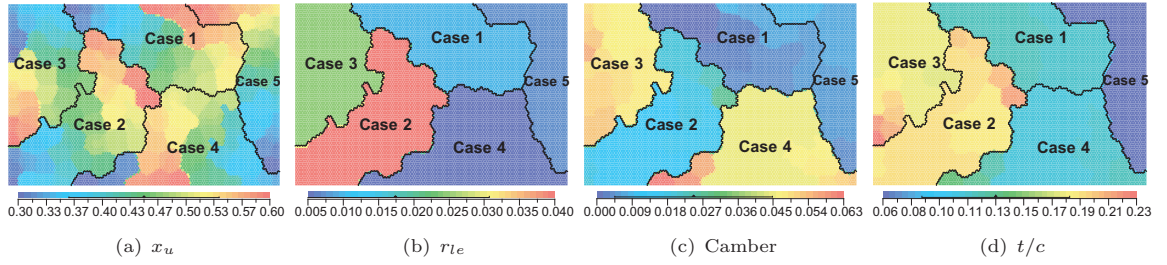 Case 1
Case 3
Case 5
Case 2
Case 4
0.30 0.33 0.37 0.40 0.43 0.47 0.50 0.53 0.57 0.60
(a) x_u
Case 1
Case 3
Case 5
Case 2
Case 4
0.005 0.010 0.015 0.020 0.025 0.030 0.035 0.040
(b) r_le
Case 1
Case 3
Case 5
Case 2
Case 4
0.000 0.009 0.018 0.027 0.036 0.045 0.054 0.063
(c) Camber
Case 1
Case 3
Case 5
Case 2
Case 4
0.06 0.08 0.10 0.11 0.13 0.15 0.18 0.19 0.21 0.23
(d) t/c